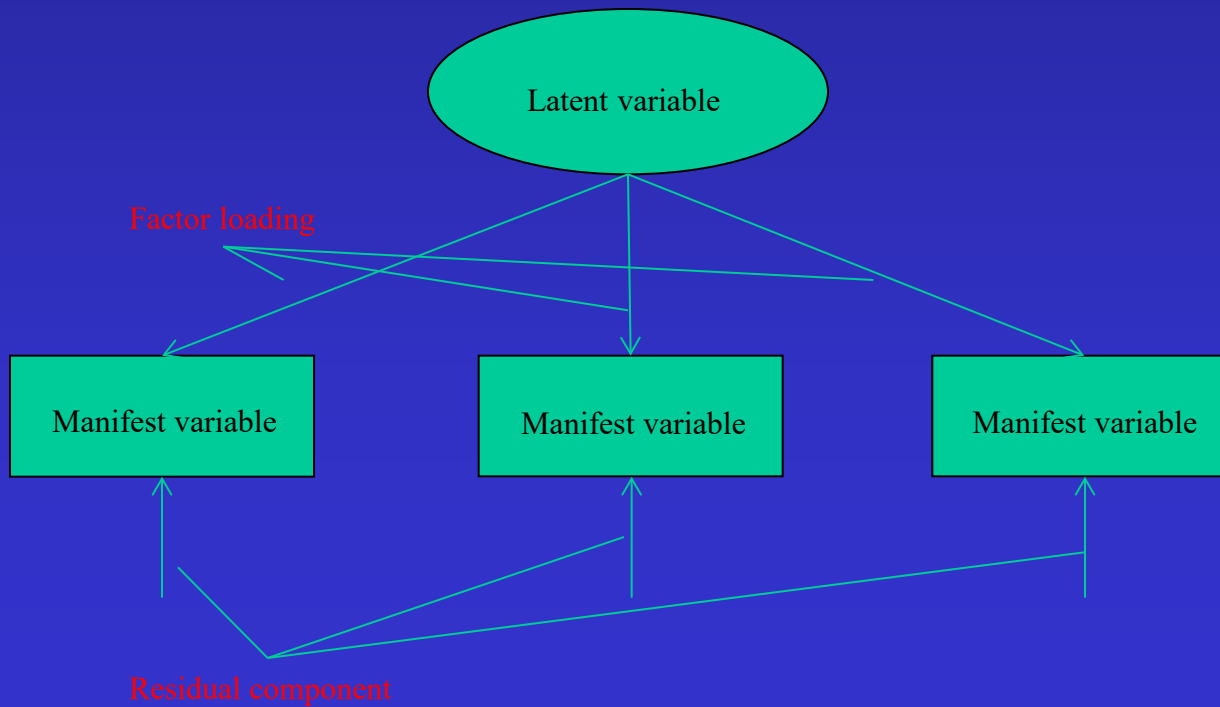 Latent variable
Factor loading
Manifest variable
Manifest variable
Manifest variable
Residual component